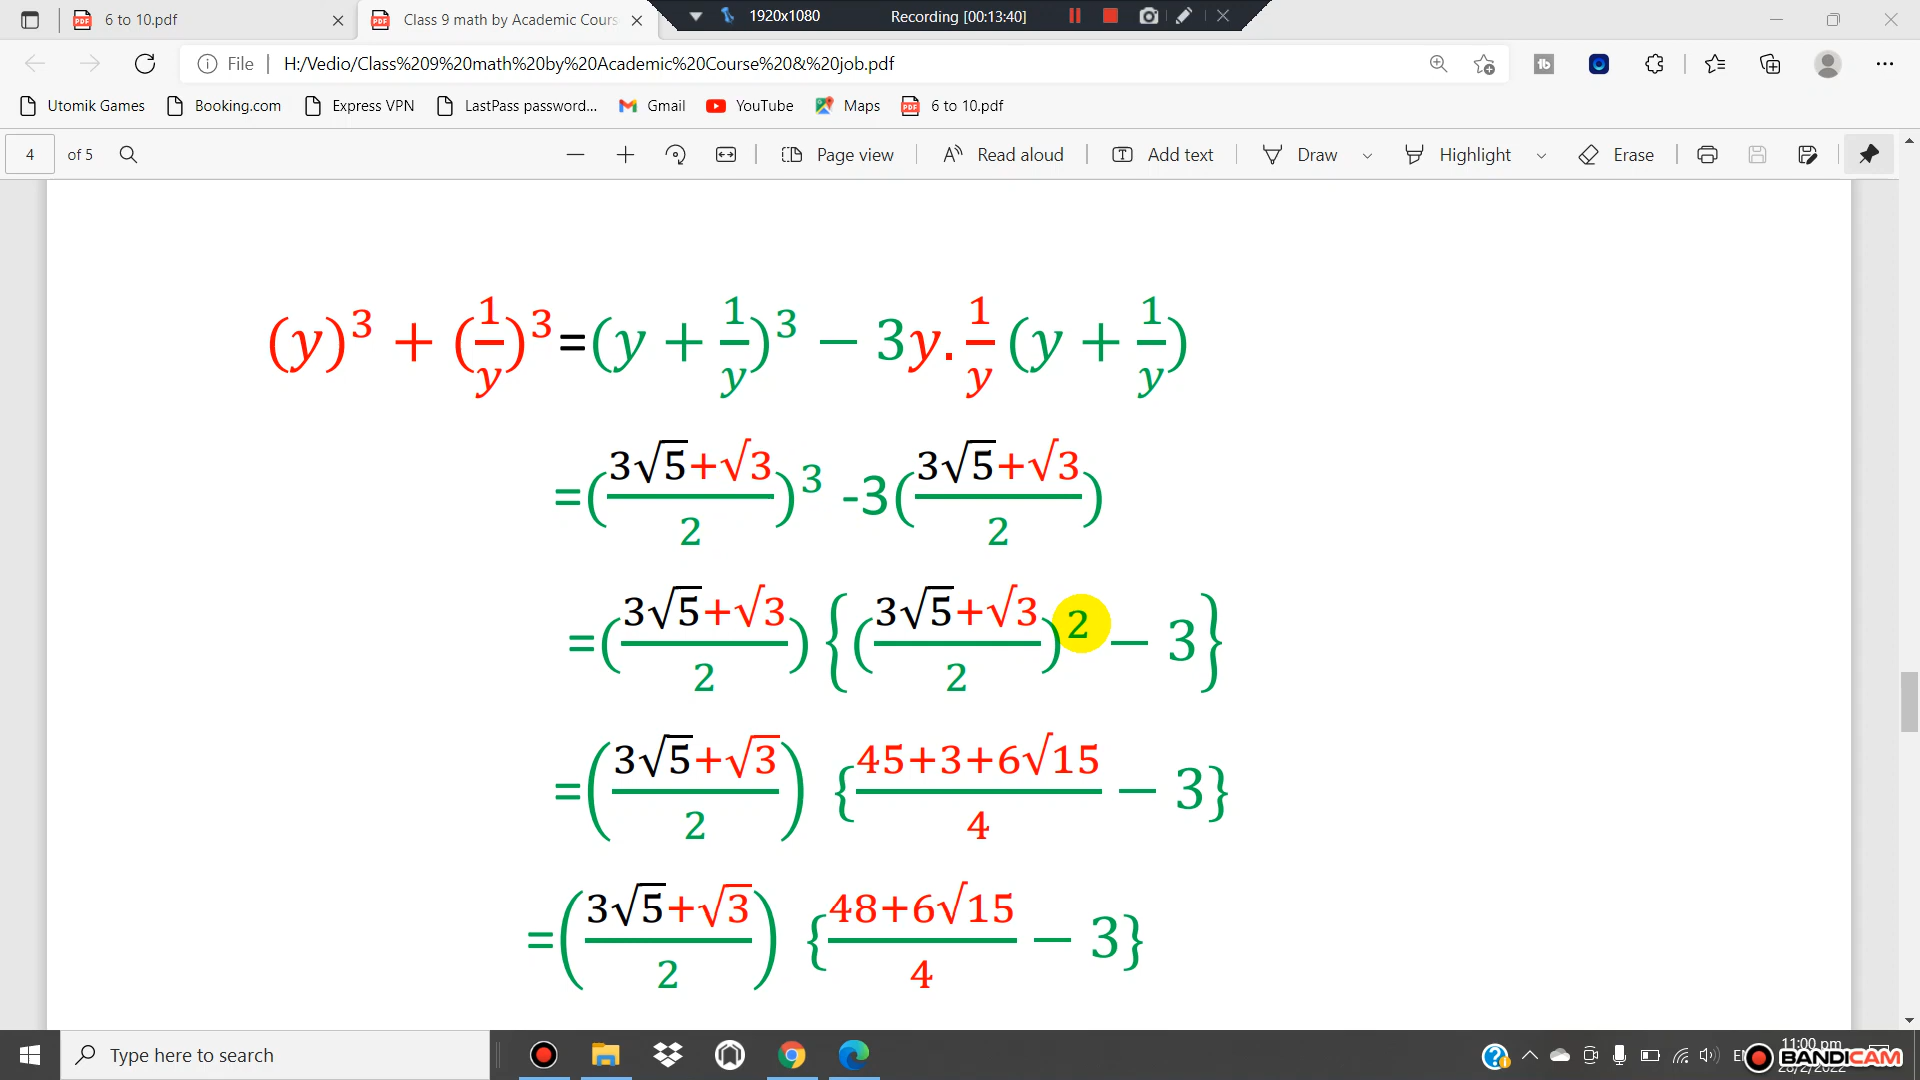 6 to 10.pdf
Class 9 math by Academic Cours
1920x1080
Recording [00:13:40]
File
H:/Vedio/Class%209%20math%20by%20Academic%20Course%20&%20job.pdf
Utomik Games
Booking.com
Express VPN
LastPass password...
Gmail
YouTube
Maps
6 to 10.pdf
4 of 5
Page view
Read aloud
Add text
Draw
Highlight
Erase
(y)³ + (1/y)³=(y + 1/y)³ − 3y.1/y(y + 1/y)
=((3√5+√3)/2)³ -3((3√5+√3)/2)
=((3√5+√3)/2) {((3√5+√3)/2)² − 3}
=((3√5+√3)/2) {(45+3+6√15)/4 − 3}
=((3√5+√3)/2) {(48+6√15)/4 − 3}
Type here to search
11:00 pm
BANDICAM